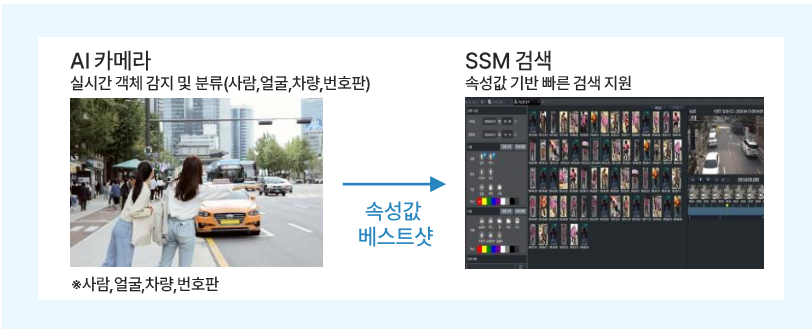 AI 카메라
실시간 객체 감지 및 분류(사람,얼굴,차량,번호판)
SSM 검색
속성값 기반 빠른 검색 지원
속성값
베스트샷
※사람,얼굴,차량,번호판